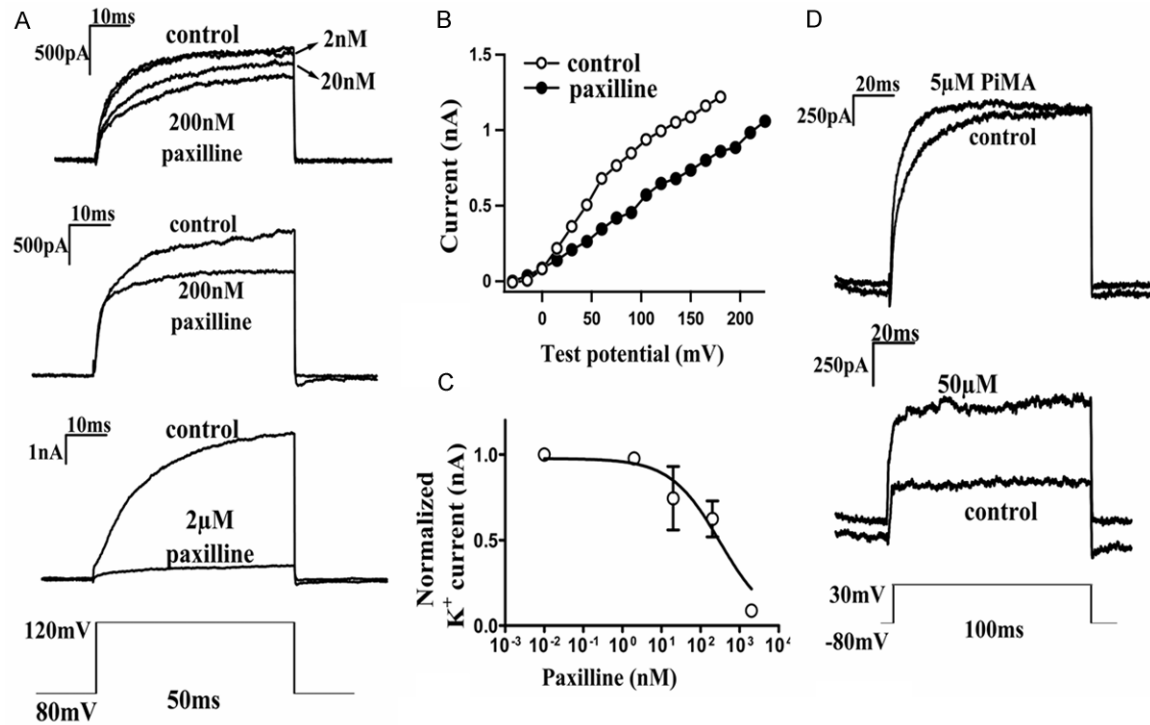 A
10ms
500pA
control
2nM
20nM
200nM
paxilline
10ms
500pA
control
200nM
paxilline
10ms
1nA
control
2µM
paxilline
120mV
80mV
50ms
B
Current (nA)
1.5
1
0.5
0
control
paxilline
0
50
100
150
200
Test potential (mV)
C
Normalized
K+ current (nA)
1.0
0.5
0.0
10-3
10-2
10-1
100
101
102
103
104
Paxilline (nM)
D
20ms
250pA
5µM PiMA
control
20ms
250pA
50µM
control
30mV
-80mV
100ms